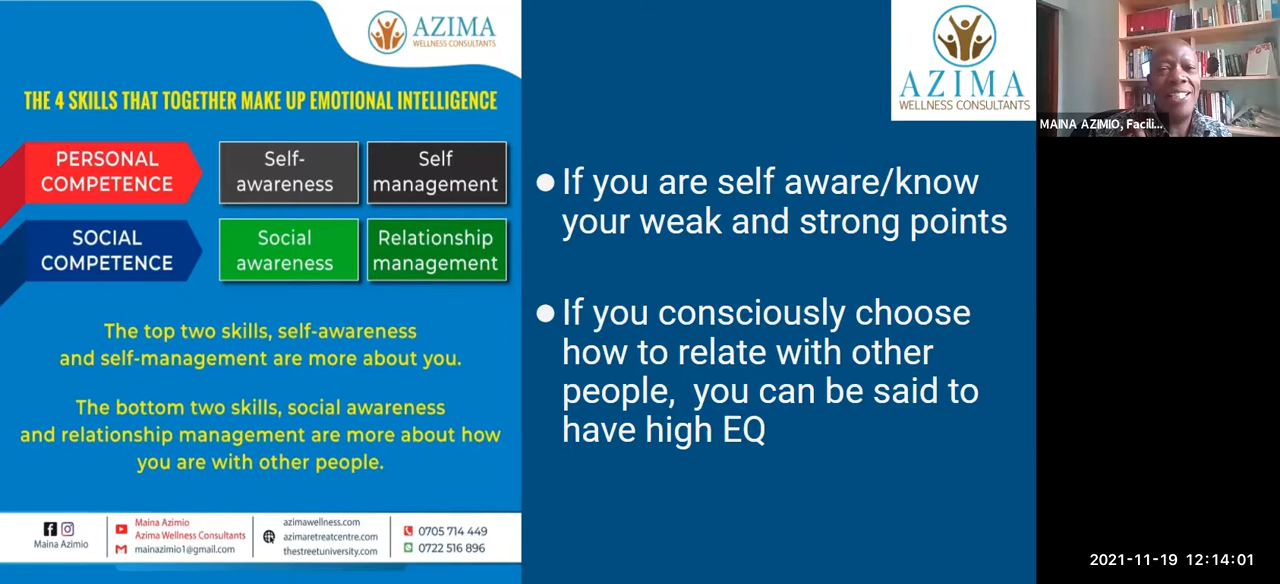 AZIMA
WELLNESS CONSULTANTS
THE 4 SKILLS THAT TOGETHER MAKE UP EMOTIONAL INTELLIGENCE
PERSONAL
COMPETENCE
Self-
awareness
Self
management
SOCIAL
COMPETENCE
Social
awareness
Relationship
management
The top two skills, self-awareness
and self-management are more about you.
The bottom two skills, social awareness
and relationship management are more about how
you are with other people.
Maina Azimio
Maina Azimio
Azima Wellness Consultants
mainazimio1@gmail.com
azimawellness.com
azimaretreatcentre.com
thestreetuniversity.com
0705 714 449
0722 516 896
AZIMA
WELLNESS CONSULTANTS
If you are self aware/know
your weak and strong points
If you consciously choose
how to relate with other
people, you can be said to
have high EQ
MAINA AZIMIO, Facili...
2021-11-19 12:14:01